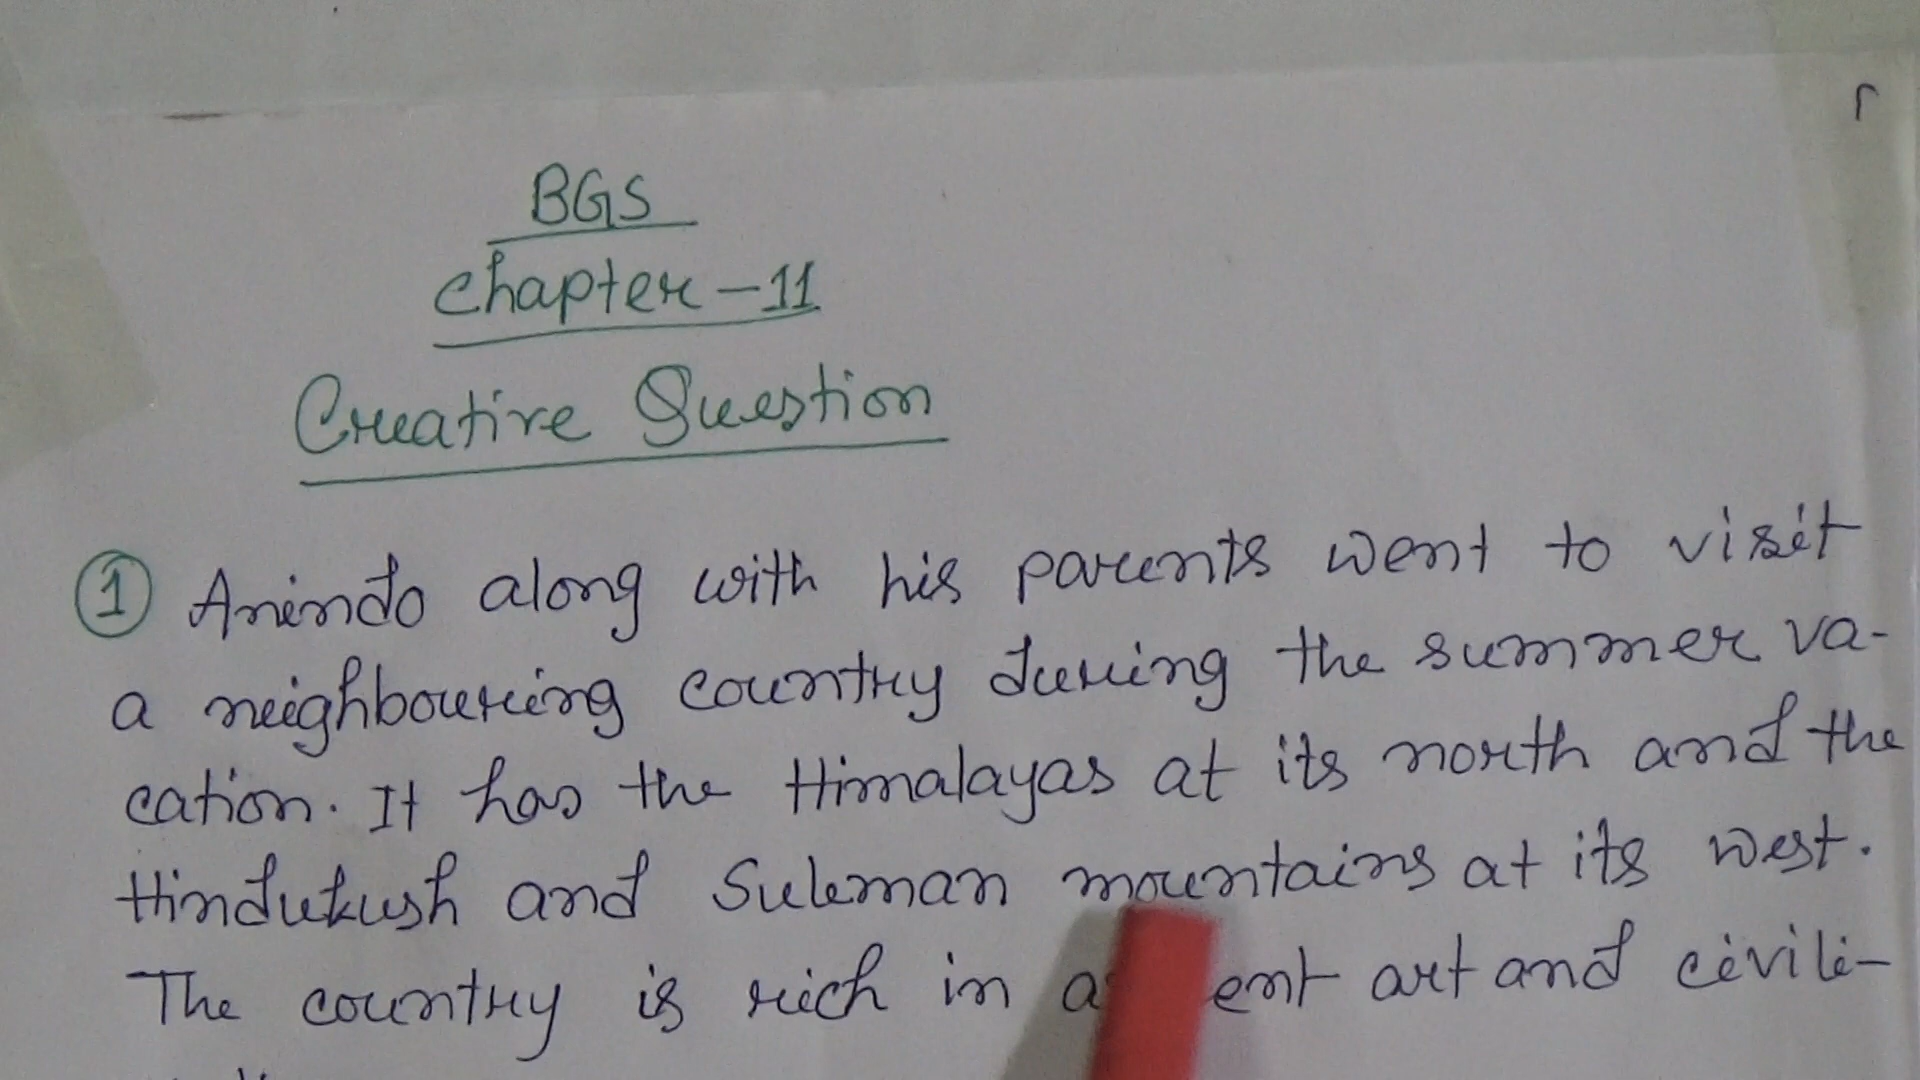 BGS
Chapter-11
Creative Question
1 Anindo along with his parents went to visit
a neighbouring country during the summer va-
cation. It has the Himalayas at its north and the
Hindukush and Suleman mountains at its west.
The country is rich in art and civili-